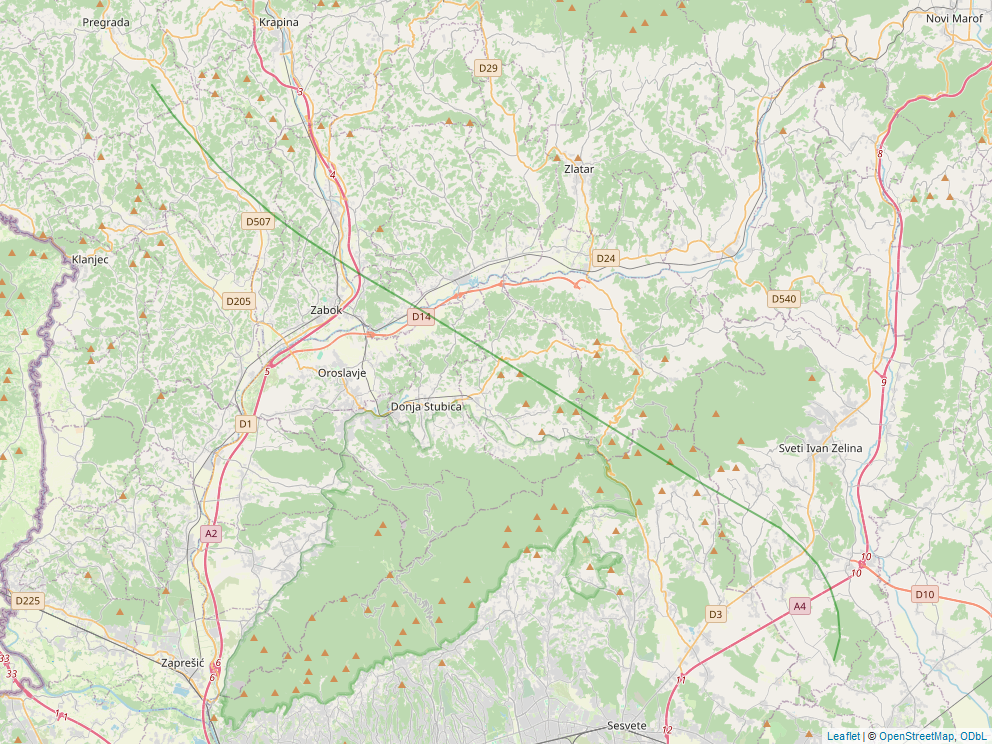 Pregrada
Krapina
Novi Marof
D29
3
8
Zlatar
4
D507
Klanjec
D24
D205
D540
Zabok
D14
5
Oroslavje
9
Donja Stubica
D1
Sveti Ivan Zelina
A2
10
10
D225
D10
A4
D3
33
33
Zaprešić
6
6
11
11
Sesvete
12
Leaflet | © OpenStreetMap, ODbL